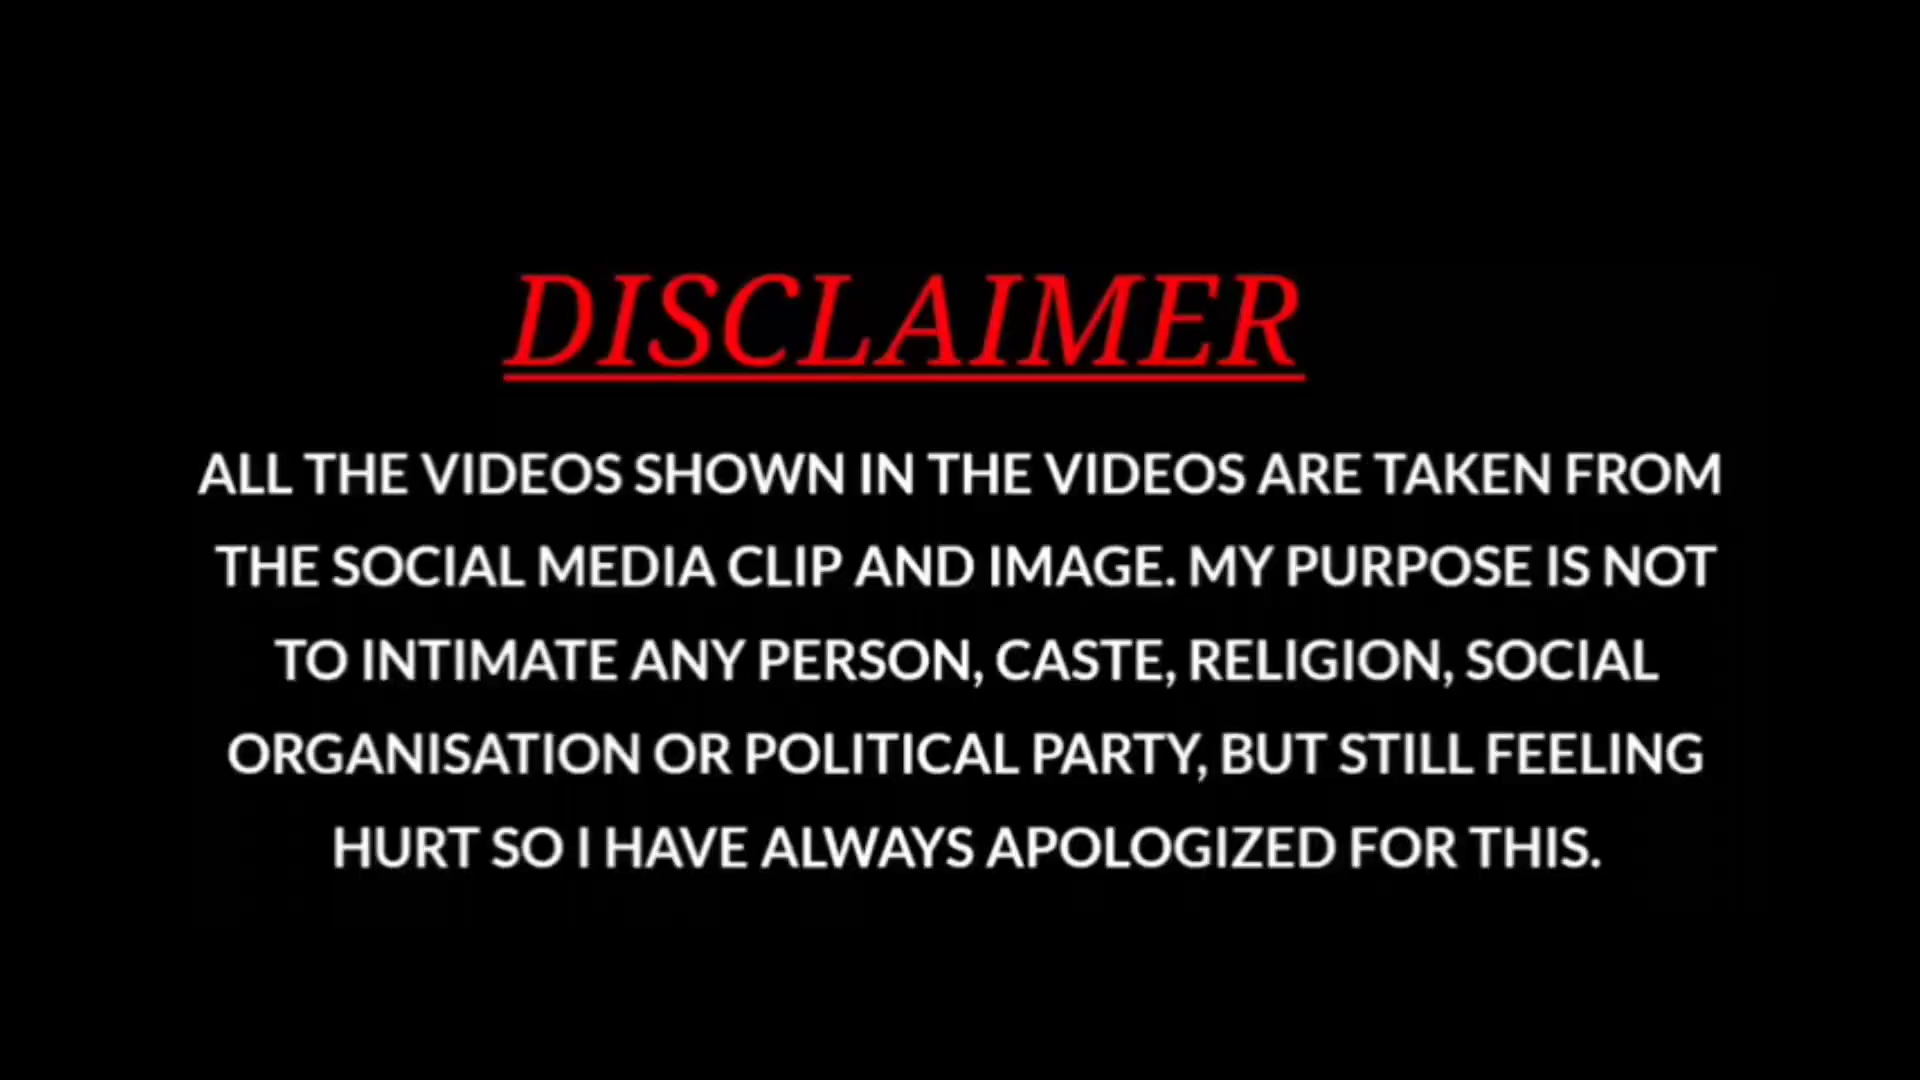 DISCLAIMER
ALL THE VIDEOS SHOWN IN THE VIDEOS ARE TAKEN FROM
THE SOCIAL MEDIA CLIP AND IMAGE. MY PURPOSE IS NOT
TO INTIMATE ANY PERSON, CASTE, RELIGION, SOCIAL
ORGANISATION OR POLITICAL PARTY, BUT STILL FEELING
HURT SO I HAVE ALWAYS APOLOGIZED FOR THIS.